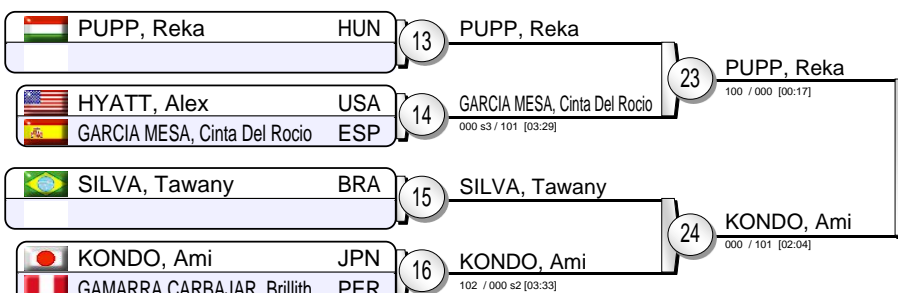 PUPP, Reka HUN
13
PUPP, Reka
23
PUPP, Reka
100 / 000 [00:17]
HYATT, Alex USA
GARCIA MESA, Cinta Del Rocio ESP
14
GARCIA MESA, Cinta Del Rocio
000 s3 / 101 [03:29]
SILVA, Tawany BRA
15
SILVA, Tawany
24
KONDO, Ami
000 / 101 [02:04]
KONDO, Ami JPN
GAMARRA CARBAJAR, Brillith PER
16
KONDO, Ami
102 / 000 s2 [03:33]